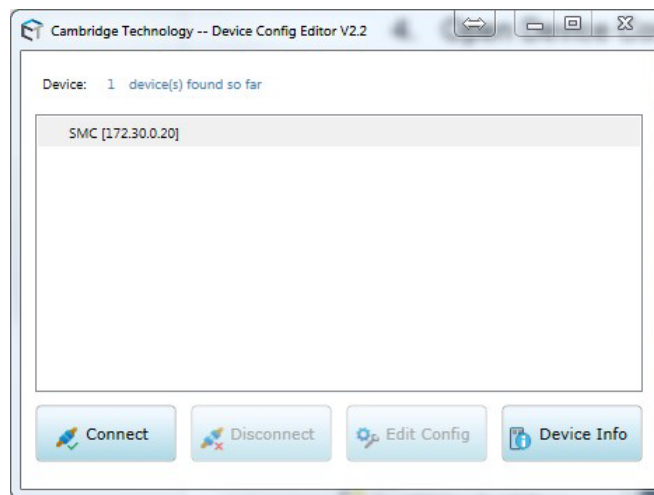 Cambridge Technology -- Device Config Editor V2.2
Device: 1 device(s) found so far
SMC [172.30.0.20]
Connect
Disconnect
Edit Config
Device Info